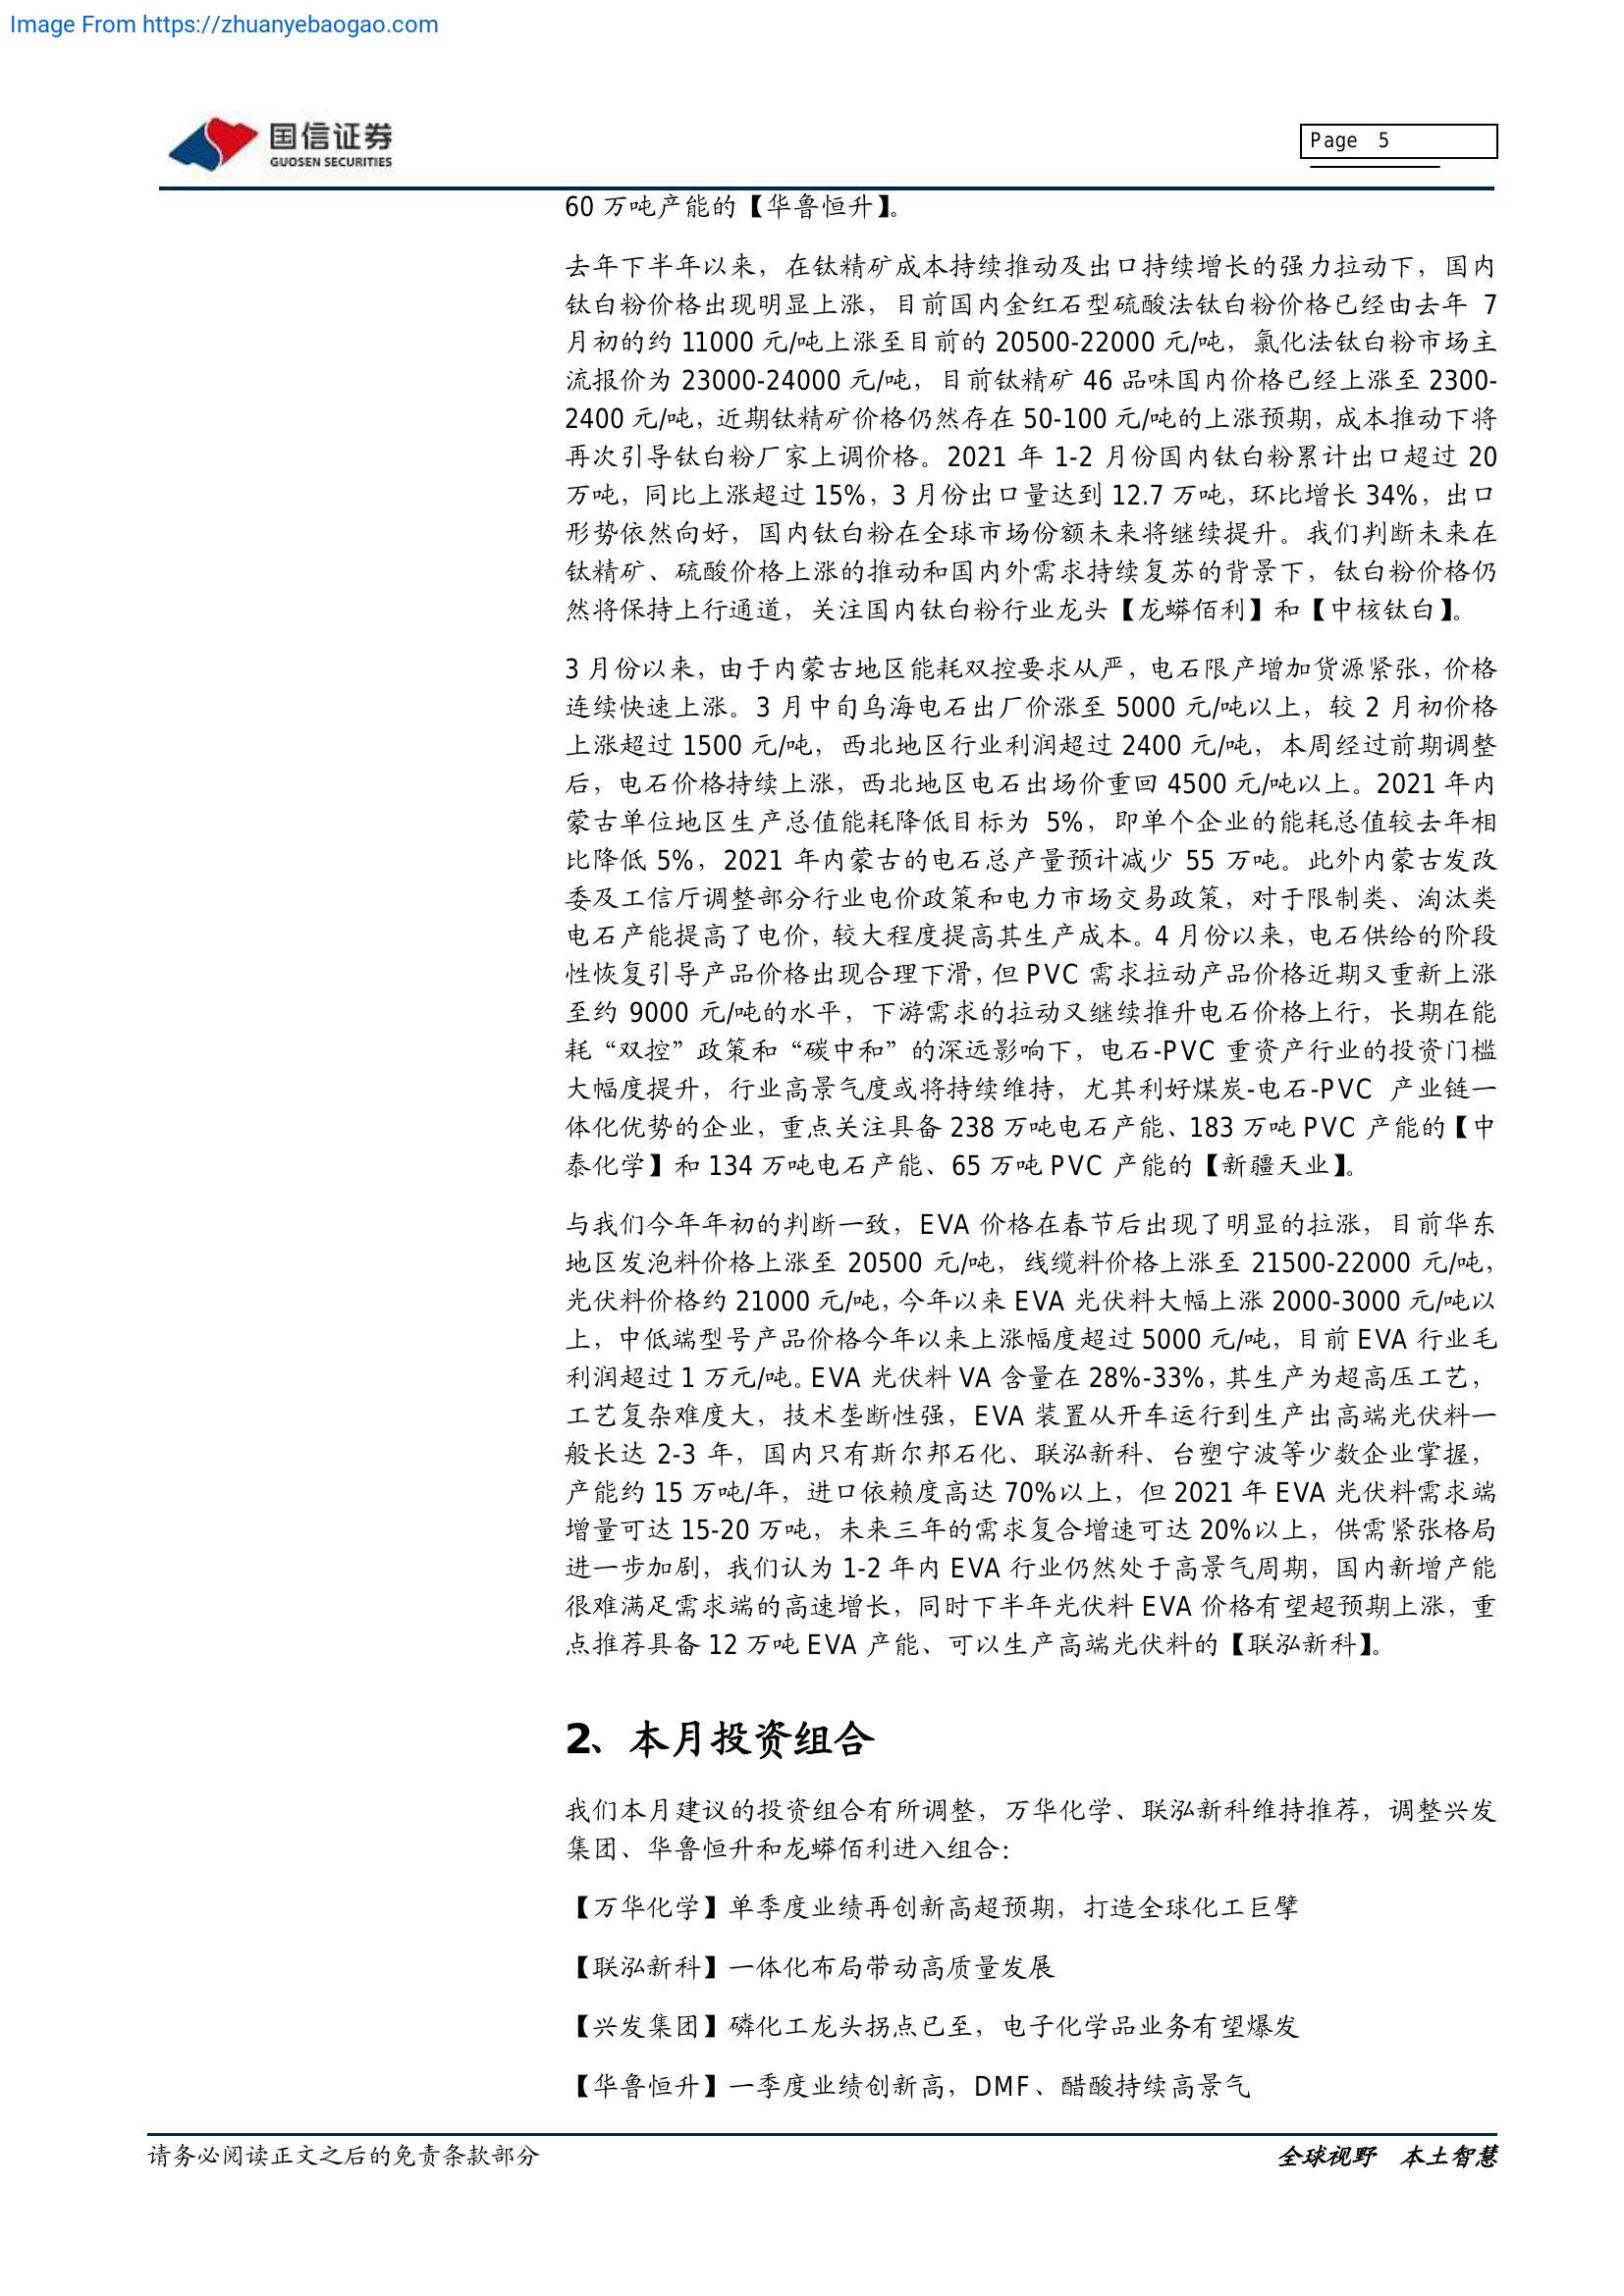 Image From https://zhuanyebaogao.com
国信证券
GUOSEN SECURITIES
Page 5
60 万吨产能的【华鲁恒升】。
去年下半年以来，在钛精矿成本持续推动及出口持续增长的强力拉动下，国内
钛白粉价格出现明显上涨，目前国内金红石型硫酸法钛白粉价格已经由去年 7
月初的约 11000 元/吨上涨至目前的 20500-22000 元/吨，氯化法钛白粉市场主
流报价为 23000-24000 元/吨，目前钛精矿 46 品味国内价格已经上涨至 2300-
2400 元/吨，近期钛精矿价格仍然存在 50-100 元/吨的上涨预期，成本推动下将
再次引导钛白粉厂家上调价格。2021 年 1-2 月份国内钛白粉累计出口超过 20
万吨，同比上涨超过 15%，3 月份出口量达到 12.7 万吨，环比增长 34%，出口
形势依然向好，国内钛白粉在全球市场份额未来将继续提升。我们判断未来在
钛精矿、硫酸价格上涨的推动和国内外需求持续复苏的背景下，钛白粉价格仍
然将保持上行通道，关注国内钛白粉行业龙头【龙蟒佰利】和【中核钛白】。
3 月份以来，由于内蒙古地区能耗双控要求从严，电石限产增加货源紧张，价格
连续快速上涨。3 月中旬乌海电石出厂价涨至 5000 元/吨以上，较 2 月初价格
上涨超过 1500 元/吨，西北地区行业利润超过 2400 元/吨，本周经过前期调整
后，电石价格持续上涨，西北地区电石出场价重回 4500 元/吨以上。2021 年内
蒙古单位地区生产总值能耗降低目标为 5%，即单个企业的能耗总值较去年相
比降低 5%，2021 年内蒙古的电石总产量预计减少 55 万吨。此外内蒙古发改
委及工信厅调整部分行业电价政策和电力市场交易政策，对于限制类、淘汰类
电石产能提高了电价，较大程度提高其生产成本。4 月份以来，电石供给的阶段
性恢复引导产品价格出现合理下滑，但 PVC 需求拉动产品价格近期又重新上涨
至约 9000 元/吨的水平，下游需求的拉动又继续推升电石价格上行，长期在能
耗“双控”政策和“碳中和”的深远影响下，电石-PVC 重资产行业的投资门槛
大幅度提升，行业高景气度或将持续维持，尤其利好煤炭-电石-PVC 产业链一
体化优势的企业，重点关注具备 238 万吨电石产能、183 万吨 PVC 产能的【中
泰化学】和 134 万吨电石产能、65 万吨 PVC 产能的【新疆天业】。
与我们今年年初的判断一致，EVA 价格在春节后出现了明显的拉涨，目前华东
地区发泡料价格上涨至 20500 元/吨，线缆料价格上涨至 21500-22000 元/吨，
光伏料价格约 21000 元/吨，今年以来 EVA 光伏料大幅上涨 2000-3000 元/吨以
上，中低端型号产品价格今年以来上涨幅度超过 5000 元/吨，目前 EVA 行业毛
利润超过 1 万元/吨。EVA 光伏料 VA 含量在 28%-33%，其生产为超高压工艺，
工艺复杂难度大，技术垄断性强，EVA 装置从开车运行到生产出高端光伏料一
般长达 2-3 年，国内只有斯尔邦石化、联泓新科、台塑宁波等少数企业掌握，
产能约 15 万吨/年，进口依赖度高达 70%以上，但 2021 年 EVA 光伏料需求端
增量可达 15-20 万吨，未来三年的需求复合增速可达 20%以上，供需紧张格局
进一步加剧，我们认为 1-2 年内 EVA 行业仍然处于高景气周期，国内新增产能
很难满足需求端的高速增长，同时下半年光伏料 EVA 价格有望超预期上涨，重
点推荐具备 12 万吨 EVA 产能、可以生产高端光伏料的【联泓新科】。
2、本月投资组合
我们本月建议的投资组合有所调整，万华化学、联泓新科维持推荐，调整兴发
集团、华鲁恒升和龙蟒佰利进入组合：
【万华化学】单季度业绩再创新高超预期，打造全球化工巨擘
【联泓新科】一体化布局带动高质量发展
【兴发集团】磷化工龙头拐点已至，电子化学品业务有望爆发
【华鲁恒升】一季度业绩创新高，DMF、醋酸持续高景气
请务必阅读正文之后的免责条款部分
全球视野 本土智慧